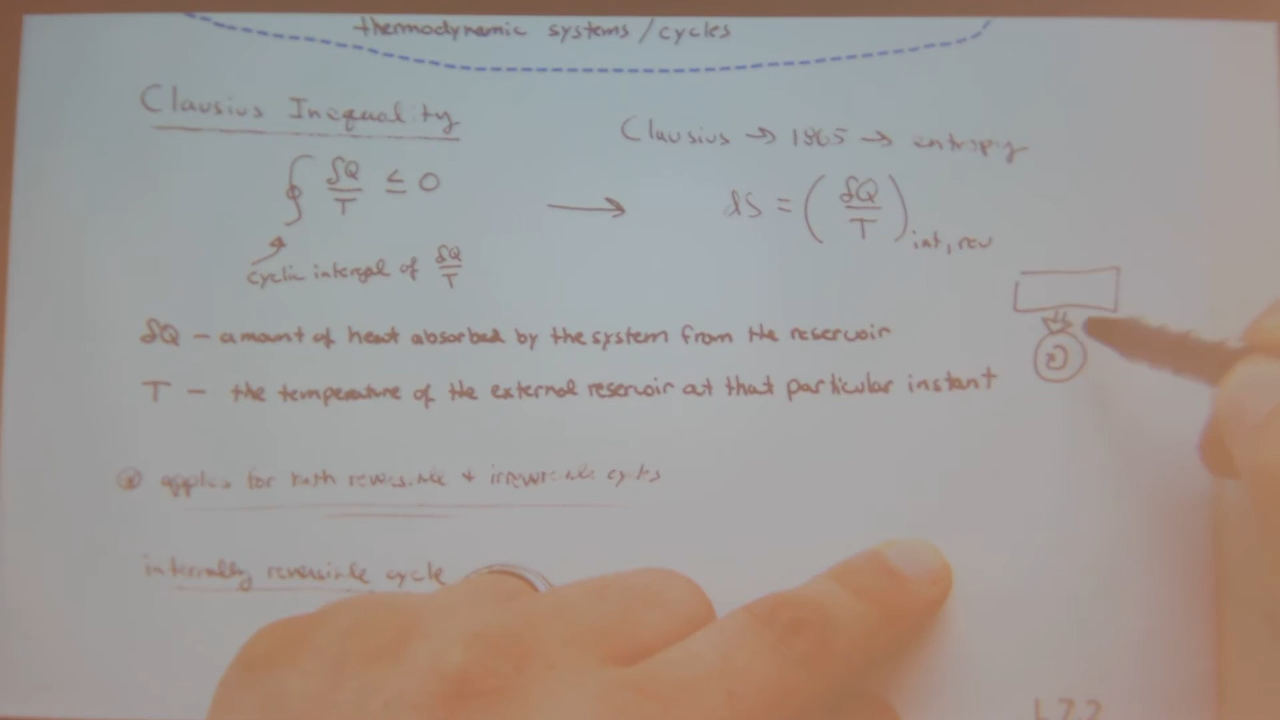 thermodynamic systems/cycles
Clausius Inequality
Clausius → 1865 → entropy
∮ δQ/T ≤ 0 → dS = (δQ/T)int, rev
cyclic integral of δQ/T
δQ – amount of heat absorbed by the system from the reservoir
T – the temperature of the external reservoir at that particular instant
applies for both reversible + irreversible cycles
internally reversible cycle
L7.2